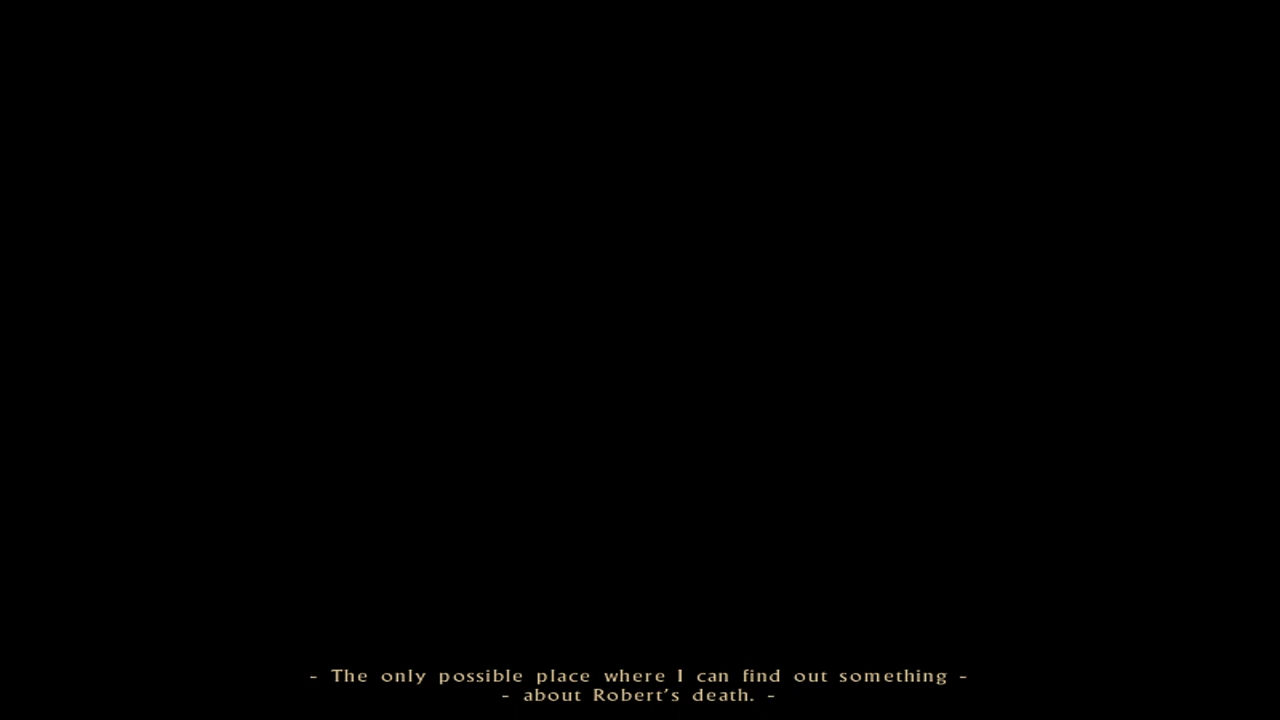 - The only possible place where I can find out something -
- about Robert's death. -